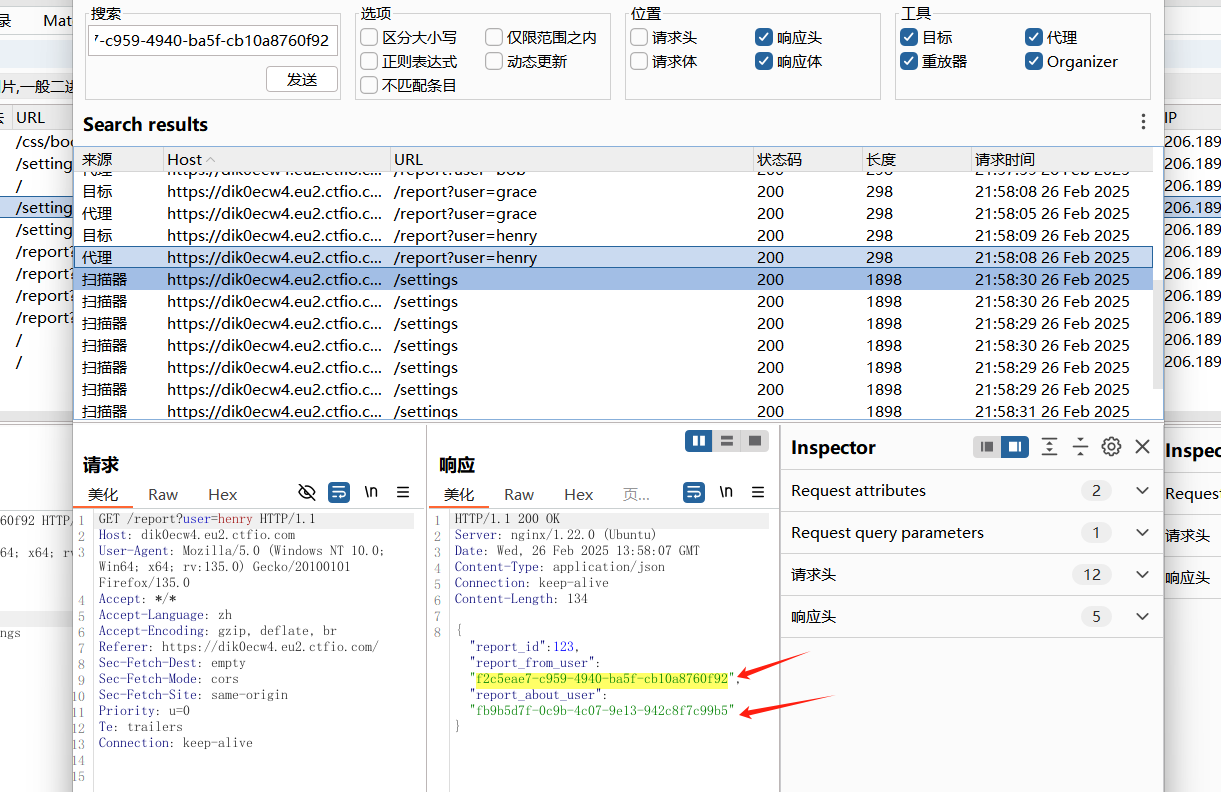 录
Mat
搜索
7-c959-4940-ba5f-cb10a8760f92
发送
选项
区分大小写
仅限范围之内
正则表达式
动态更新
不匹配条目
位置
请求头
响应头
请求体
响应体
工具
目标
代理
重放器
Organizer
片,一般二进
Search results
URL
IP
来源 Host URL 状态码 长度 请求时间
代理 https://dik0ecw4.eu2.ctfio.c... /report?user=bob 200 298 21:57:59 26 Feb 2025
目标 https://dik0ecw4.eu2.ctfio.c... /report?user=grace 200 298 21:58:08 26 Feb 2025
代理 https://dik0ecw4.eu2.ctfio.c... /report?user=grace 200 298 21:58:05 26 Feb 2025
目标 https://dik0ecw4.eu2.ctfio.c... /report?user=henry 200 298 21:58:09 26 Feb 2025
代理 https://dik0ecw4.eu2.ctfio.c... /report?user=henry 200 298 21:58:08 26 Feb 2025
扫描器 https://dik0ecw4.eu2.ctfio.c... /settings 200 1898 21:58:30 26 Feb 2025
扫描器 https://dik0ecw4.eu2.ctfio.c... /settings 200 1898 21:58:30 26 Feb 2025
扫描器 https://dik0ecw4.eu2.ctfio.c... /settings 200 1898 21:58:29 26 Feb 2025
扫描器 https://dik0ecw4.eu2.ctfio.c... /settings 200 1898 21:58:30 26 Feb 2025
扫描器 https://dik0ecw4.eu2.ctfio.c... /settings 200 1898 21:58:29 26 Feb 2025
扫描器 https://dik0ecw4.eu2.ctfio.c... /settings 200 1898 21:58:29 26 Feb 2025
扫描器 https://dik0ecw4.eu2.ctfio.c... /settings 200 1898 21:58:31 26 Feb 2025
/css/boo
/setting
/
/setting
/setting
/report?
/report?
/report?
/report?
/
/
206.189
206.189
206.189
206.189
206.189
206.189
206.189
206.189
206.189
206.189
206.189
请求
美化 Raw Hex \n
1 GET /report?user=henry HTTP/1.1
2 Host: dik0ecw4.eu2.ctfio.com
3 User-Agent: Mozilla/5.0 (Windows NT 10.0;
Win64; x64; rv:135.0) Gecko/20100101
Firefox/135.0
4 Accept: */*
5 Accept-Language: zh
6 Accept-Encoding: gzip, deflate, br
7 Referer: https://dik0ecw4.eu2.ctfio.com/
8 Sec-Fetch-Dest: empty
9 Sec-Fetch-Mode: cors
10 Sec-Fetch-Site: same-origin
11 Priority: u=0
12 Te: trailers
13 Connection: keep-alive
14
15
响应
美化 Raw Hex 页... \n
1 HTTP/1.1 200 OK
2 Server: nginx/1.22.0 (Ubuntu)
3 Date: Wed, 26 Feb 2025 13:58:07 GMT
4 Content-Type: application/json
5 Connection: keep-alive
6 Content-Length: 134
7
8 {
"report_id":123,
"report_from_user":
"f2c5eae7-c959-4940-ba5f-cb10a8760f92",
"report_about_user":
"fb9b5d7f-0c9b-4c07-9e13-942c8f7c99b5"
}
Inspector
Request attributes 2
Request query parameters 1
请求头 12
响应头 5
Inspec
Request
请求头
响应头
60f92 HTTP/
64; x64; rv
ngs